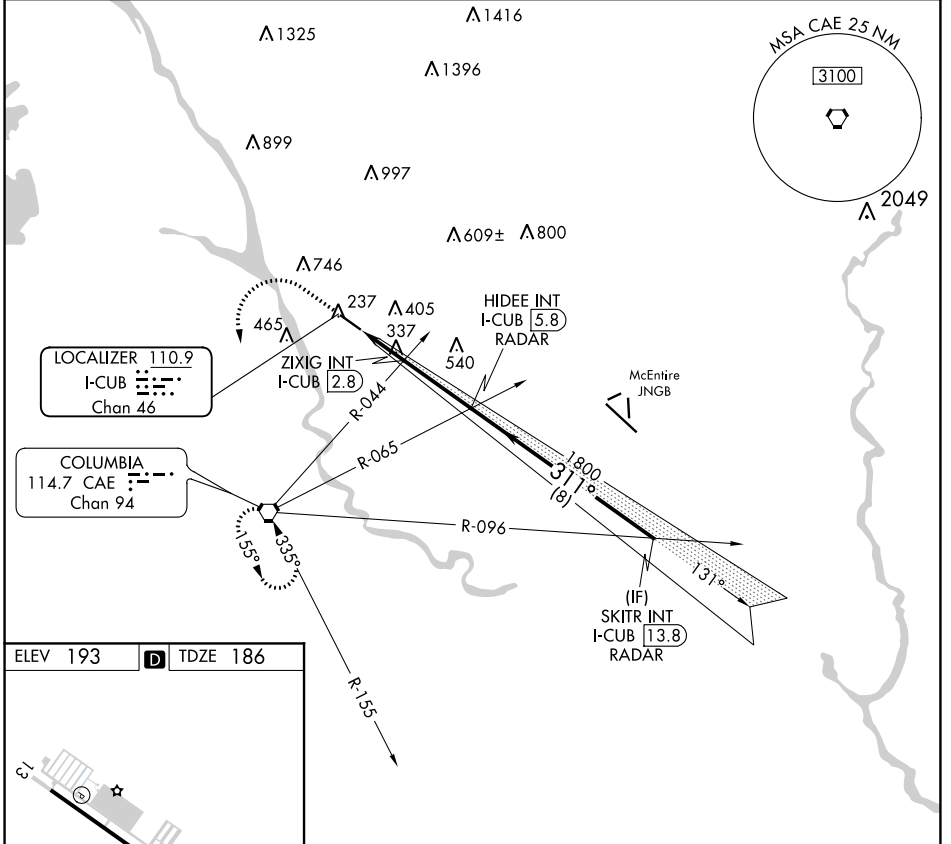 1416
1325
MSA CAE 25 NM
1396
3100
899
997
2049
609± 800
746
HIDEE INT
I-CUB 5.8
RADAR
237
405
465
337
ZIXIG INT
I-CUB 2.8
540
LOCALIZER 110.9
I-CUB
Chan 46
McEntire
JNGB
R-044
R-065
1800
311°
(8)
COLUMBIA
114.7 CAE
Chan 94
R-096
155°
335°
131°
(IF)
SKITR INT
I-CUB 13.8
RADAR
R-155
ELEV 193 D TDZE 186
13
P